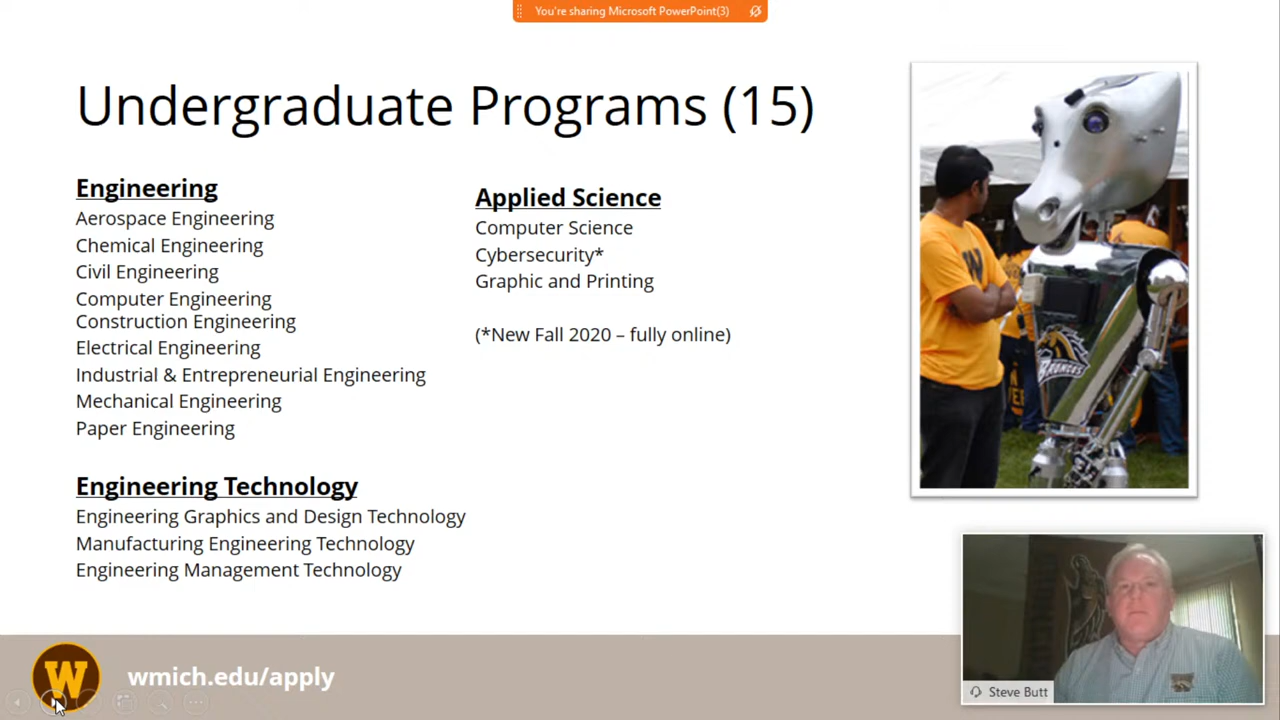 You're sharing Microsoft PowerPoint(3)
Undergraduate Programs (15)
Engineering
Aerospace Engineering
Chemical Engineering
Civil Engineering
Computer Engineering
Construction Engineering
Electrical Engineering
Industrial & Entrepreneurial Engineering
Mechanical Engineering
Paper Engineering
Engineering Technology
Engineering Graphics and Design Technology
Manufacturing Engineering Technology
Engineering Management Technology
Applied Science
Computer Science
Cybersecurity*
Graphic and Printing
(*New Fall 2020 – fully online)
W
BRONCOS
W
wmich.edu/apply
Steve Butt